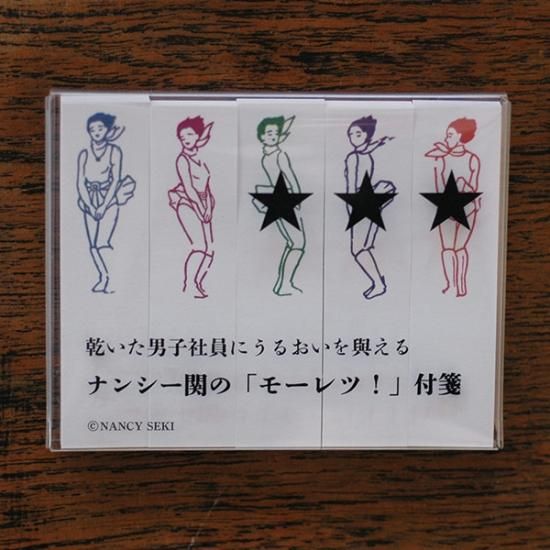 乾いた男子社員にうるおいを與える
ナンシー関の「モーレツ！」付箋
©NANCY SEKI